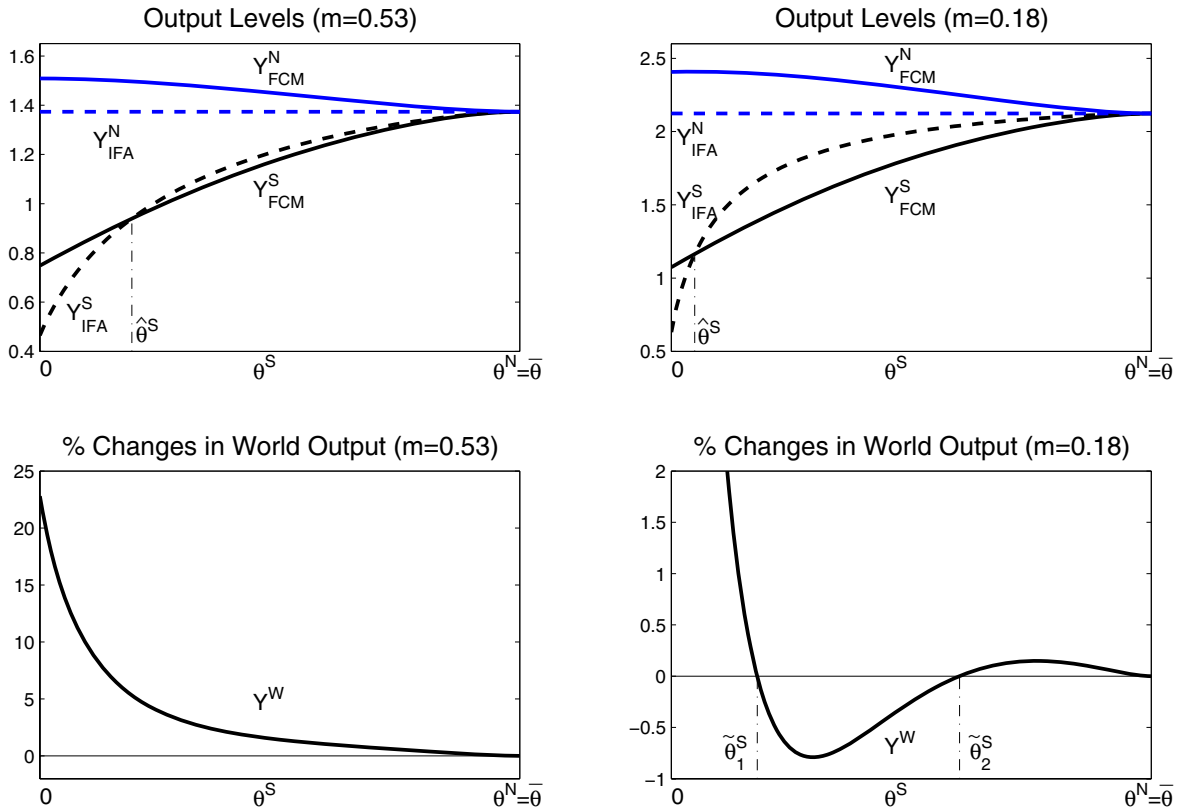 Output Levels (m=0.53)
1.6
1.4
1.2
1
0.8
0.6
0.4
Y^N_FCM
Y^N_IFA
Y^S_FCM
Y^S_IFA
θ̂^S
0
θ^S
θ^N=θ̅
Output Levels (m=0.18)
2.5
2
1.5
1
0.5
Y^N_FCM
Y^N_IFA
Y^S_IFA
Y^S_FCM
θ̂^S
0
θ^S
θ^N=θ̅
% Changes in World Output (m=0.53)
25
20
15
10
5
0
Y^W
0
θ^S
θ^N=θ̅
% Changes in World Output (m=0.18)
2
1.5
1
0.5
0
−0.5
−1
θ̃^S_1
Y^W
θ̃^S_2
0
θ^S
θ^N=θ̅